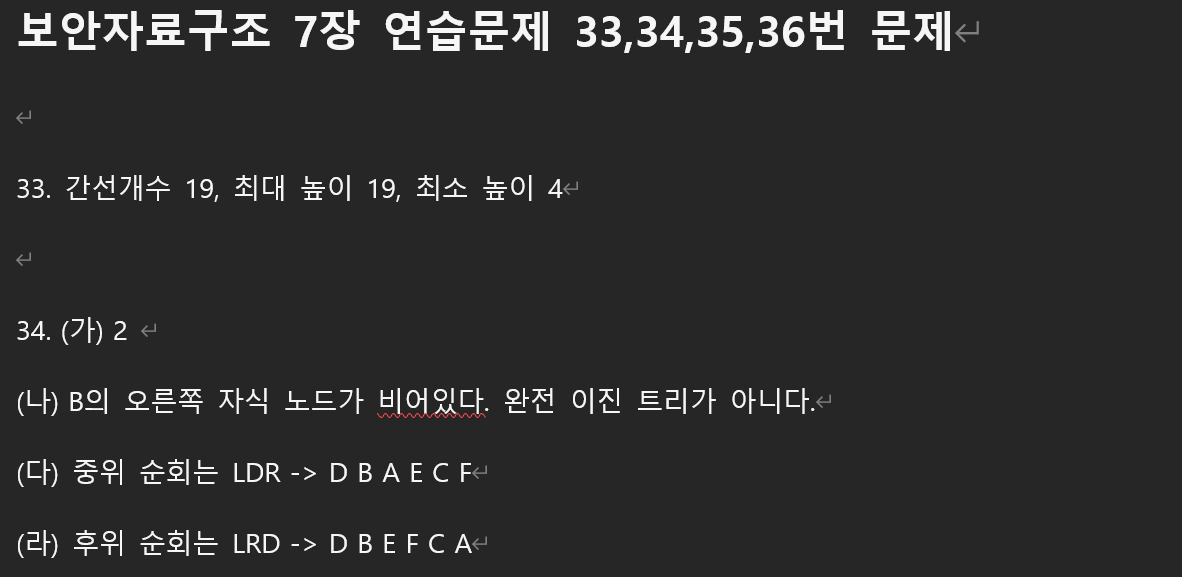 보안자료구조 7장 연습문제 33,34,35,36번 문제
33. 간선개수 19, 최대 높이 19, 최소 높이 4
34. (가) 2
(나) B의 오른쪽 자식 노드가 비어있다. 완전 이진 트리가 아니다.
(다) 중위 순회는 LDR -> D B A E C F
(라) 후위 순회는 LRD -> D B E F C A